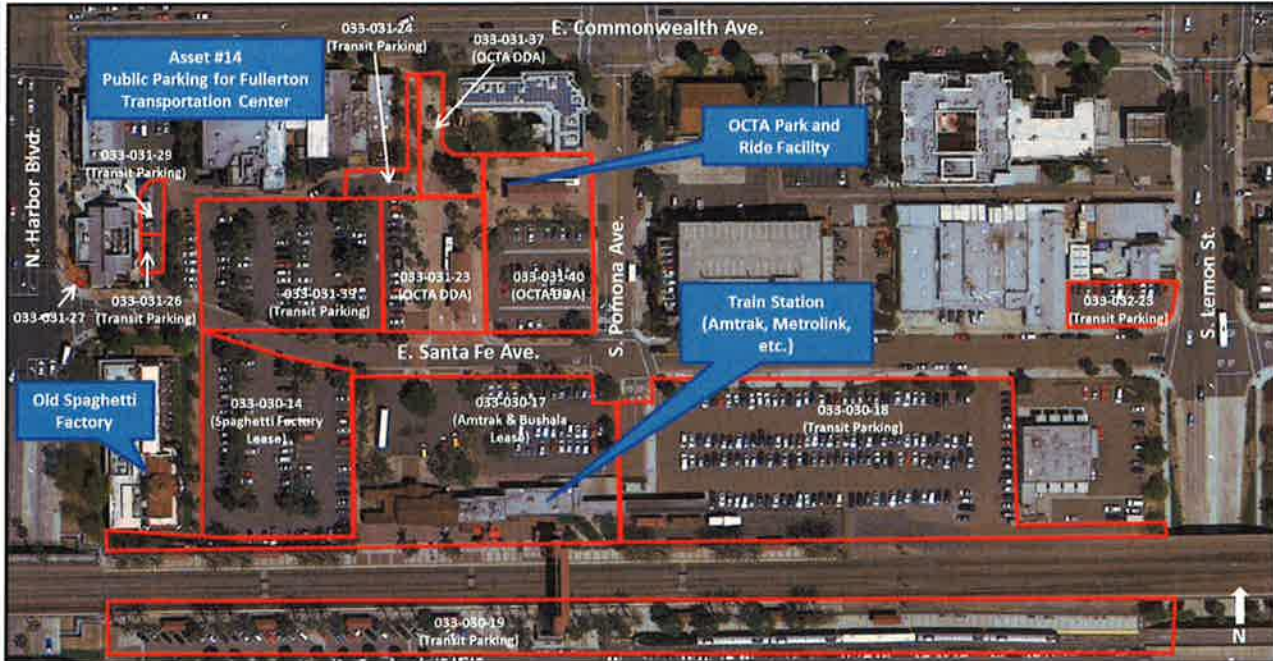 E. Commonwealth Ave.
033-031-24
(Transit Parking)
033-031-37
(OCTA DDA)
Asset #14
Public Parking for Fullerton
Transportation Center
N. Harbor Blvd.
OCTA Park and
Ride Facility
033-031-29
(Transit Parking)
S. Pomona Ave.
S. Lemon St.
033-031-27
033-031-26
(Transit Parking)
033-031-39
(Transit Parking)
033-031-23
(OCTA DDA)
033-031-40
(OCTA DDA)
033-032-23
(Transit Parking)
Train Station
(Amtrak, Metrolink,
etc.)
E. Santa Fe Ave.
Old Spaghetti
Factory
033-030-14
(Spaghetti Factory
Lease)
033-030-17
(Amtrak & Bushala
Lease)
033-030-18
(Transit Parking)
033-030-19
(Transit Parking)
N